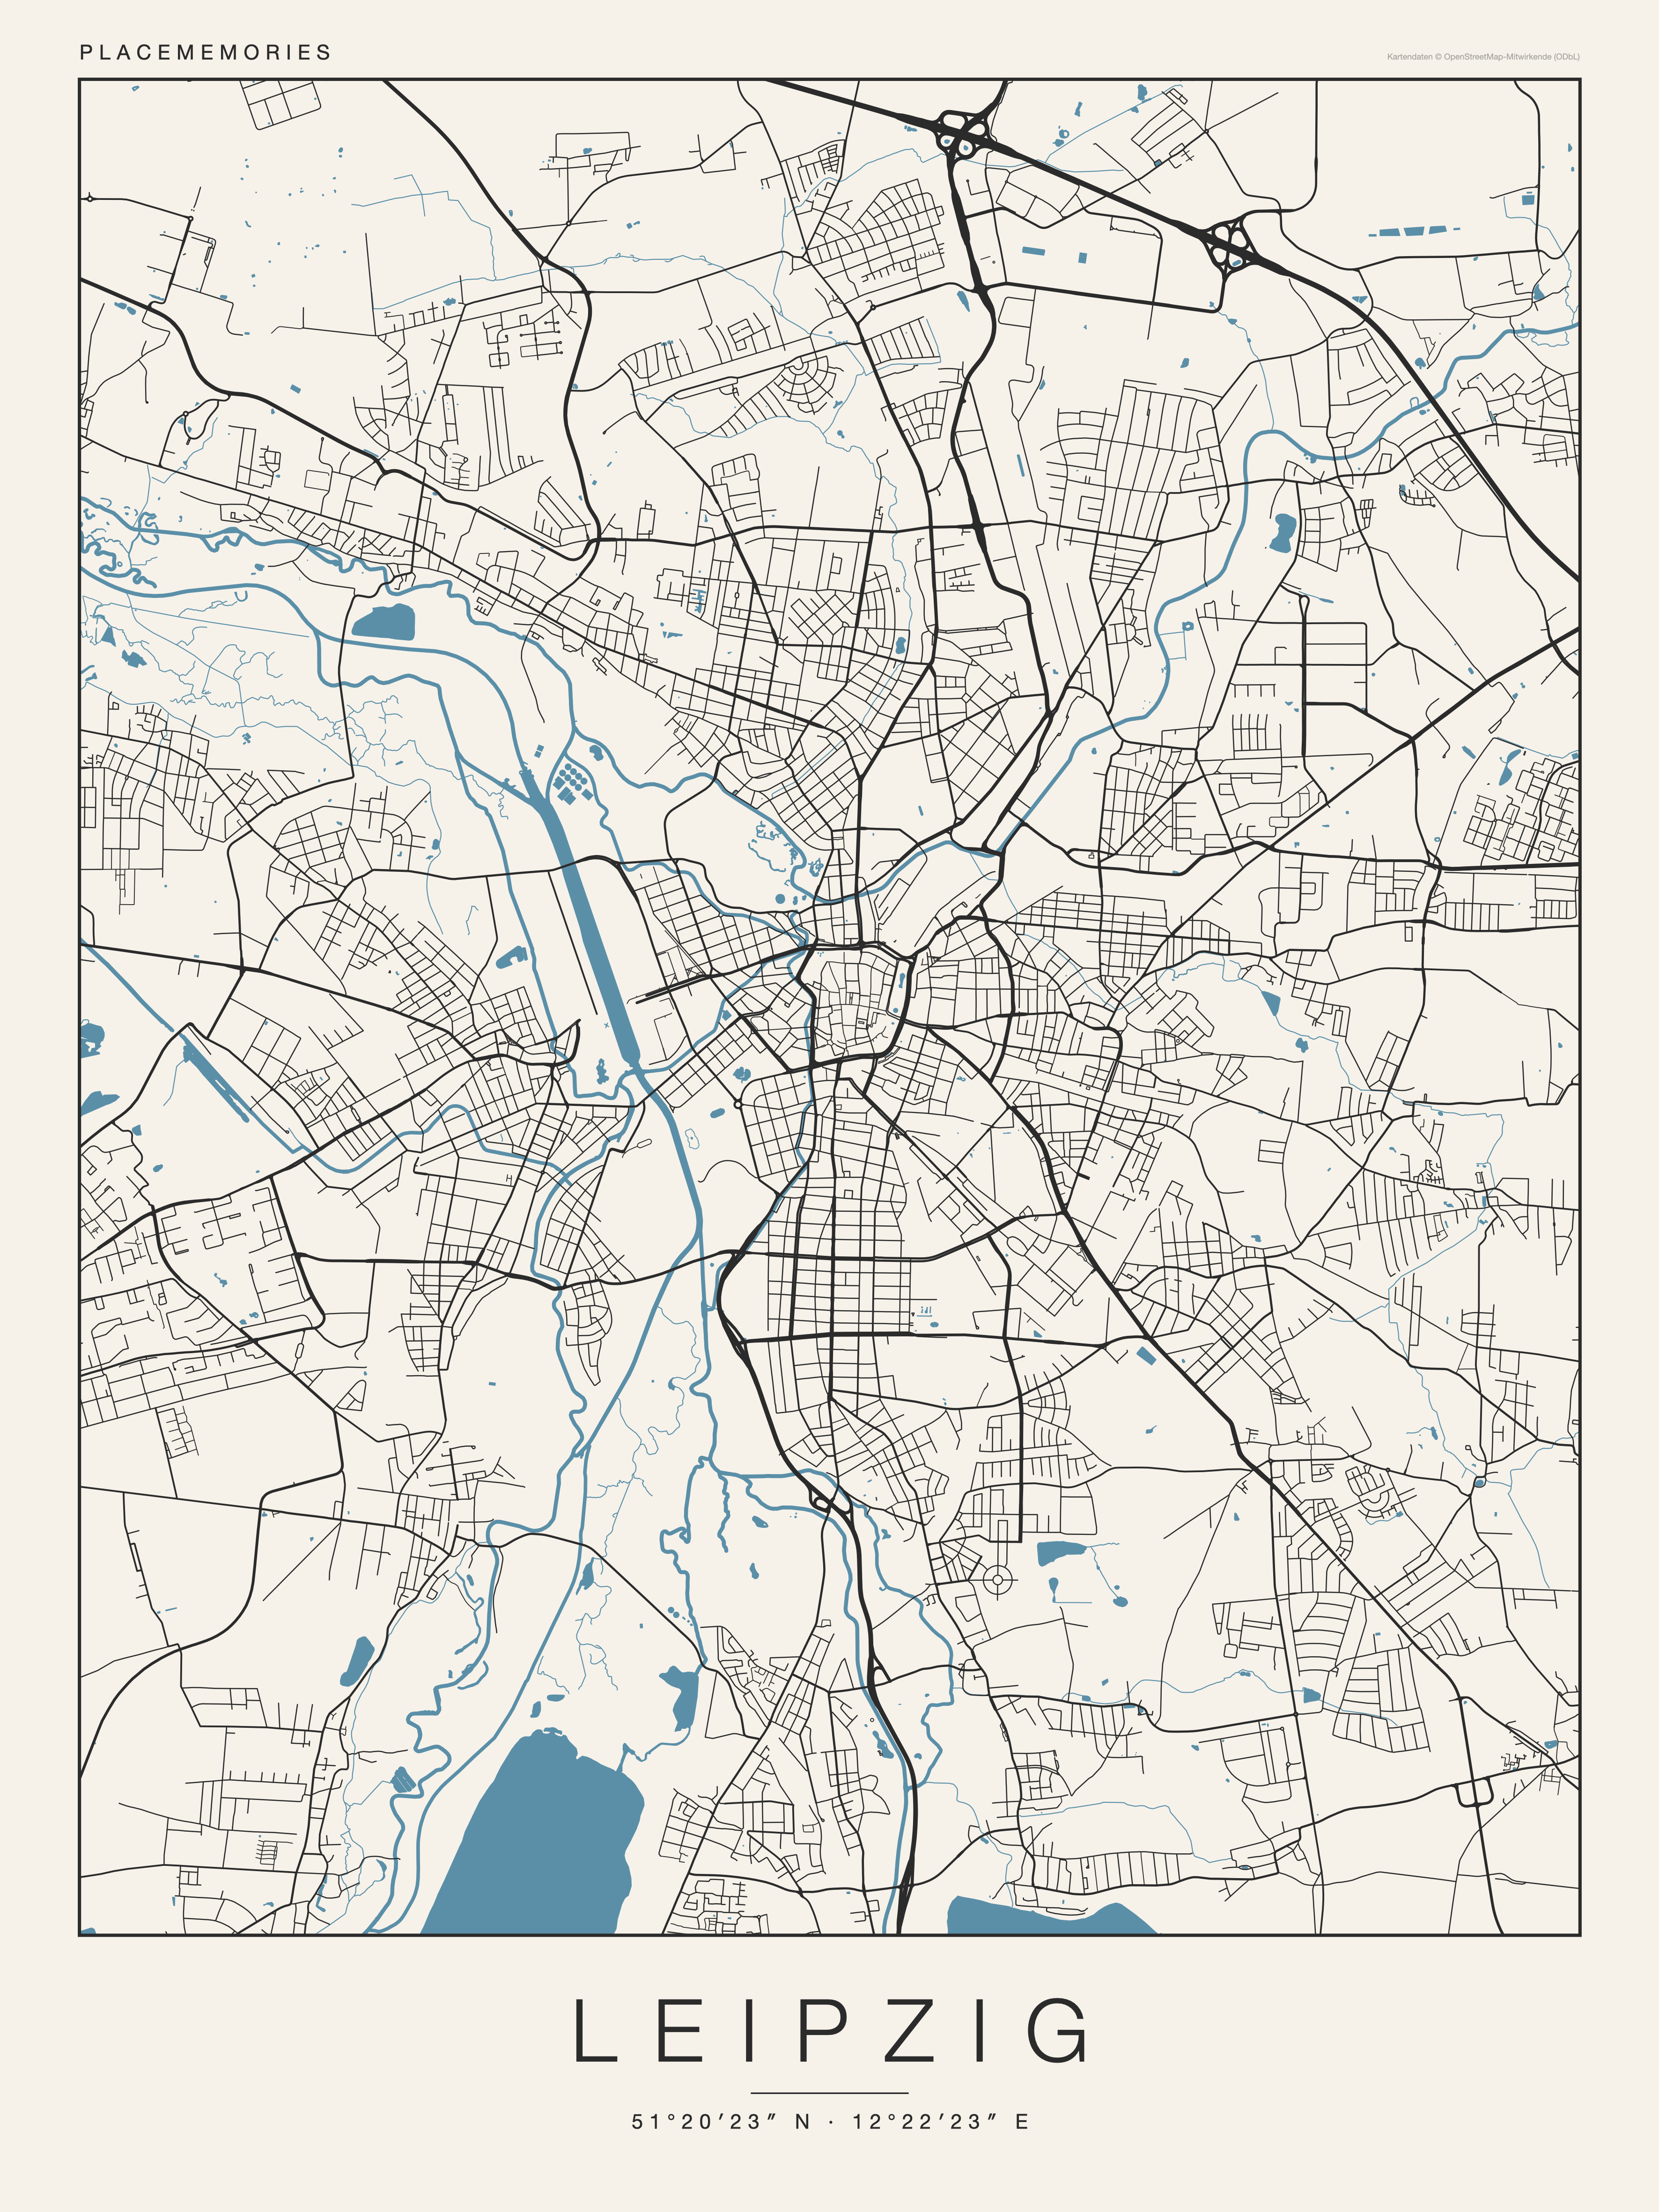 PLACEMEMORIES
Kartendaten © OpenStreetMap-Mitwirkende (ODbL)
LEIPZIG
51°20′23″ N · 12°22′23″ E